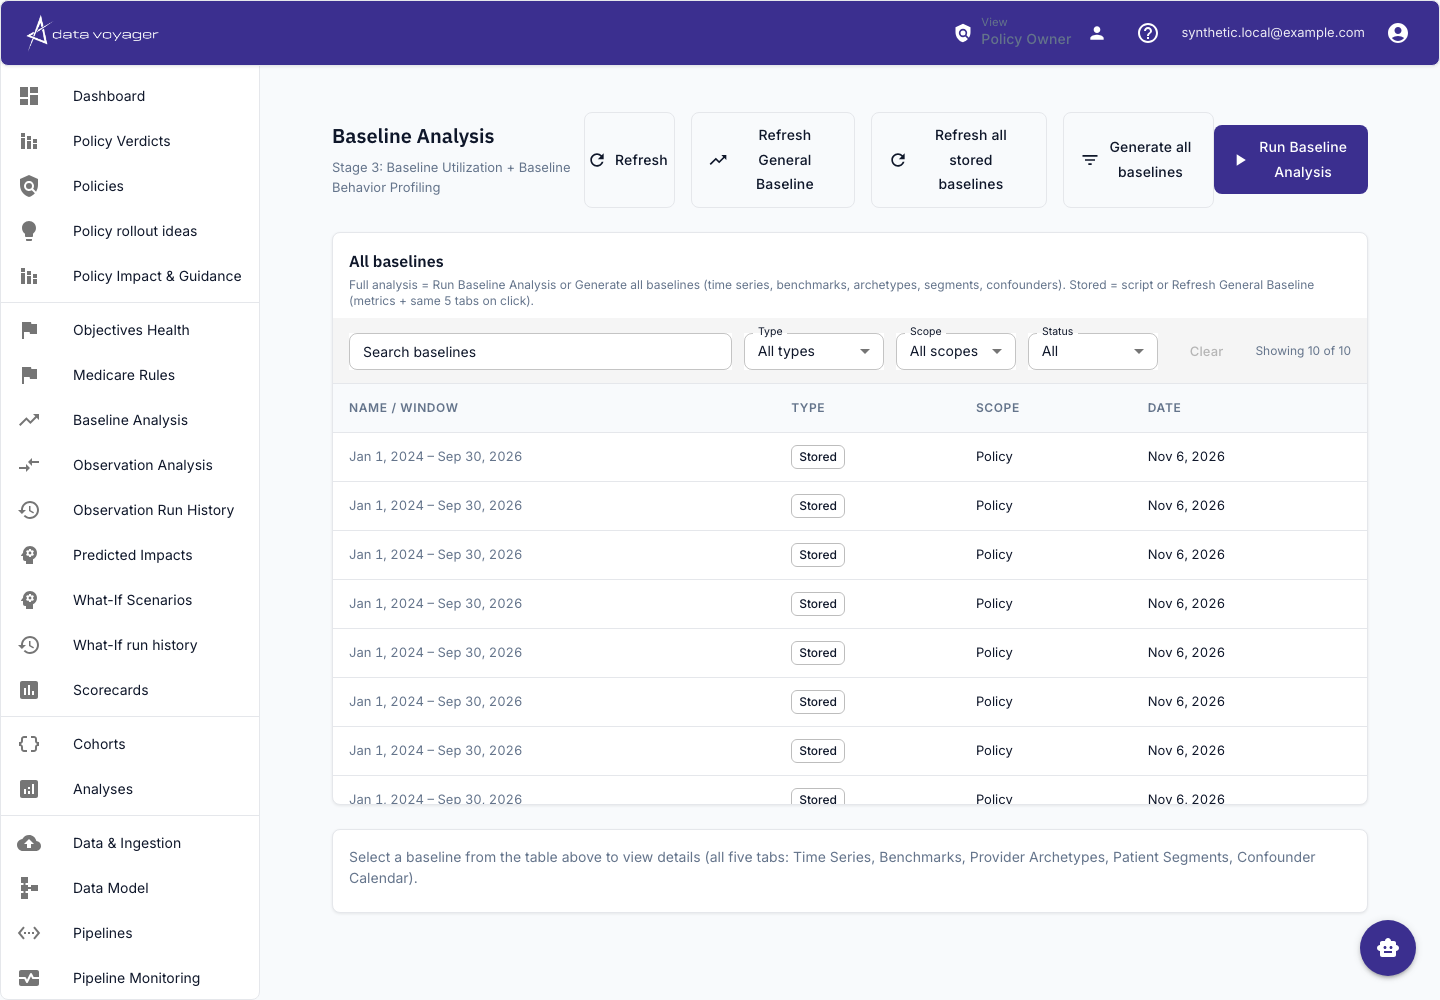 data voyager
View
Policy Owner
synthetic.local@example.com
Dashboard
Policy Verdicts
Policies
Policy rollout ideas
Policy Impact & Guidance
Objectives Health
Medicare Rules
Baseline Analysis
Observation Analysis
Observation Run History
Predicted Impacts
What-If Scenarios
What-If run history
Scorecards
Cohorts
Analyses
Data & Ingestion
Data Model
Pipelines
Pipeline Monitoring
Baseline Analysis
Stage 3: Baseline Utilization + Baseline
Behavior Profiling
Refresh
Refresh
General
Baseline
Refresh all
stored
baselines
Generate all
baselines
Run Baseline
Analysis
All baselines
Full analysis = Run Baseline Analysis or Generate all baselines (time series, benchmarks, archetypes, segments, confounders). Stored = script or Refresh General Baseline
(metrics + same 5 tabs on click).
Search baselines
Type
All types
Scope
All scopes
Status
All
Clear
Showing 10 of 10
NAME / WINDOW TYPE SCOPE DATE
Jan 1, 2024 – Sep 30, 2026 Stored Policy Nov 6, 2026
Jan 1, 2024 – Sep 30, 2026 Stored Policy Nov 6, 2026
Jan 1, 2024 – Sep 30, 2026 Stored Policy Nov 6, 2026
Jan 1, 2024 – Sep 30, 2026 Stored Policy Nov 6, 2026
Jan 1, 2024 – Sep 30, 2026 Stored Policy Nov 6, 2026
Jan 1, 2024 – Sep 30, 2026 Stored Policy Nov 6, 2026
Jan 1, 2024 – Sep 30, 2026 Stored Policy Nov 6, 2026
Jan 1, 2024 – Sep 30, 2026 Stored Policy Nov 6, 2026
Select a baseline from the table above to view details (all five tabs: Time Series, Benchmarks, Provider Archetypes, Patient Segments, Confounder
Calendar).